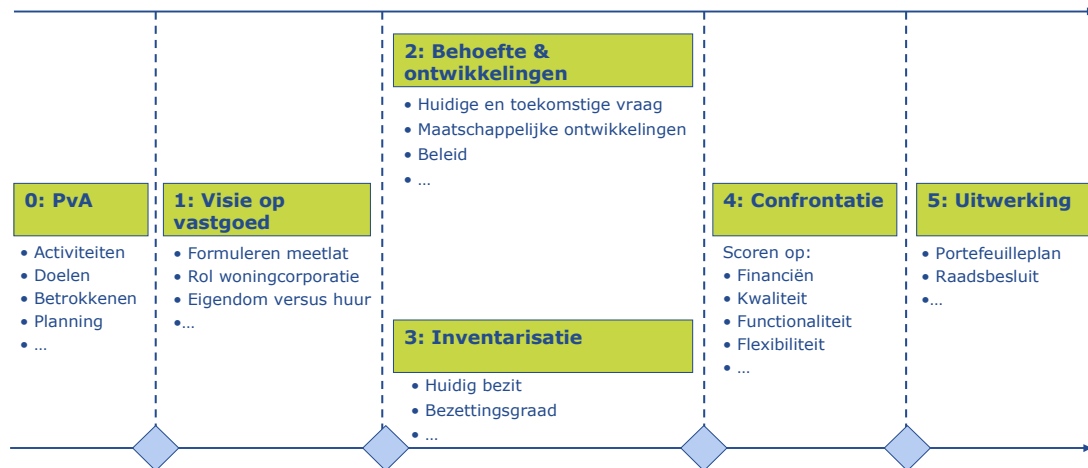 0: PvA
• Activiteiten
• Doelen
• Betrokkenen
• Planning
• ...
1: Visie op
vastgoed
• Formuleren meetlat
• Rol woningcorporatie
• Eigendom versus huur
•...
2: Behoefte &
ontwikkelingen
• Huidige en toekomstige vraag
• Maatschappelijke ontwikkelingen
• Beleid
• ...
3: Inventarisatie
• Huidig bezit
• Bezettingsgraad
• ...
4: Confrontatie
Scoren op:
• Financiën
• Kwaliteit
• Functionaliteit
• Flexibiliteit
• ...
5: Uitwerking
• Portefeuilleplan
• Raadsbesluit
•...